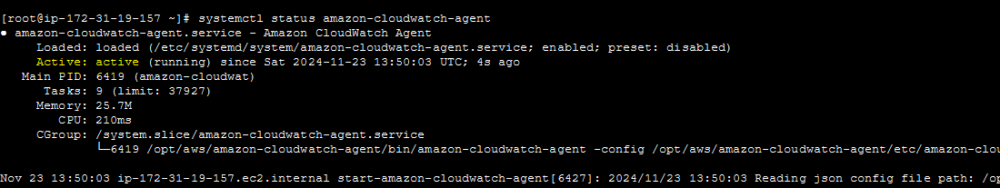 [root@ip-172-31-19-157 ~]# systemctl status amazon-cloudwatch-agent
● amazon-cloudwatch-agent.service - Amazon CloudWatch Agent
     Loaded: loaded (/etc/systemd/system/amazon-cloudwatch-agent.service; enabled; preset: disabled)
     Active: active (running) since Sat 2024-11-23 13:50:03 UTC; 4s ago
   Main PID: 6419 (amazon-cloudwat)
      Tasks: 9 (limit: 37927)
     Memory: 25.7M
        CPU: 210ms
     CGroup: /system.slice/amazon-cloudwatch-agent.service
             └─6419 /opt/aws/amazon-cloudwatch-agent/bin/amazon-cloudwatch-agent -config /opt/aws/amazon-cloudwatch-agent/etc/amazon-clou
Nov 23 13:50:03 ip-172-31-19-157.ec2.internal start-amazon-cloudwatch-agent[6427]: 2024/11/23 13:50:03 Reading json config file path: /op